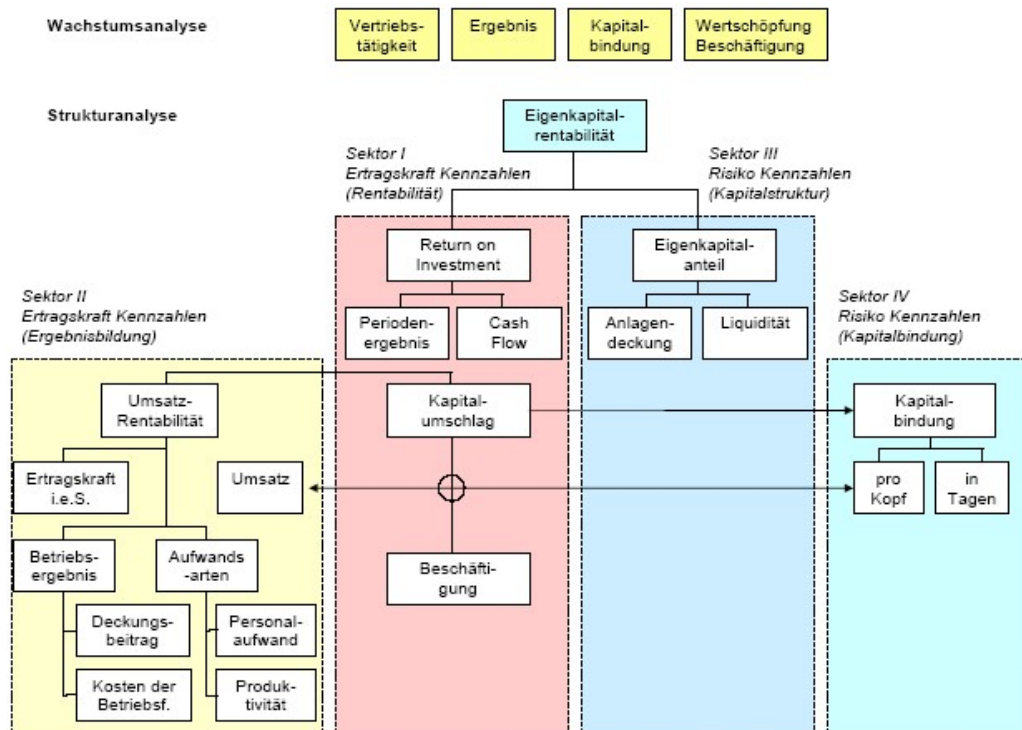 Wachstumsanalyse
Vertriebs-
tätigkeit
Ergebnis
Kapital-
bindung
Wertschöpfung
Beschäftigung
Strukturanalyse
Eigenkapital-
rentabilität
Sektor I
Ertragskraft Kennzahlen
(Rentabilität)
Sektor III
Risiko Kennzahlen
(Kapitalstruktur)
Return on
Investment
Eigenkapital-
anteil
Sektor II
Ertragskraft Kennzahlen
(Ergebnisbildung)
Perioden-
ergebnis
Cash
Flow
Anlagen-
deckung
Liquidität
Sektor IV
Risiko Kennzahlen
(Kapitalbindung)
Umsatz-
Rentabilität
Kapital-
umschlag
Kapital-
bindung
Ertragskraft
i.e.S.
Umsatz
pro
Kopf
in
Tagen
Betriebs-
ergebnis
Aufwands
-arten
Beschäfti-
gung
Deckungs-
beitrag
Personal-
aufwand
Kosten der
Betriebsf.
Produk-
tivität